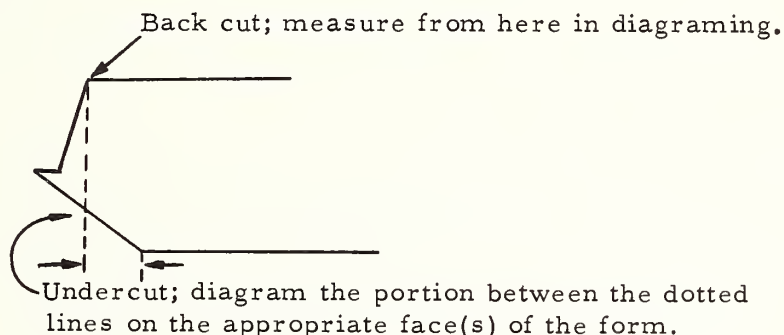 Back cut; measure from here in diagraming.
Undercut; diagram the portion between the dotted
lines on the appropriate face(s) of the form.